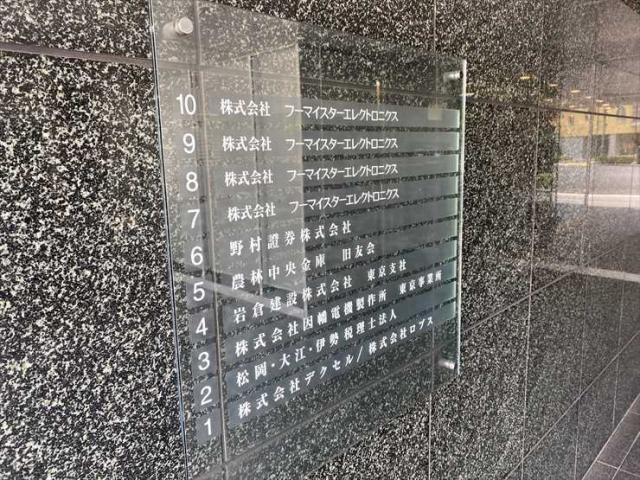 10 株式会社 フーマイスターエレクトロニクス
9 株式会社 フーマイスターエレクトロニクス
8 株式会社 フーマイスターエレクトロニクス
7 株式会社 フーマイスターエレクトロニクス
6 野村證券株式会社
5 農林中央金庫 旧友会
4 岩倉建設株式会社 東京支社
3 株式会社因幡電機製作所 東京事業所
2 松岡・大江・伊勢税理士法人
1 株式会社デクセル/株式会社ロブス